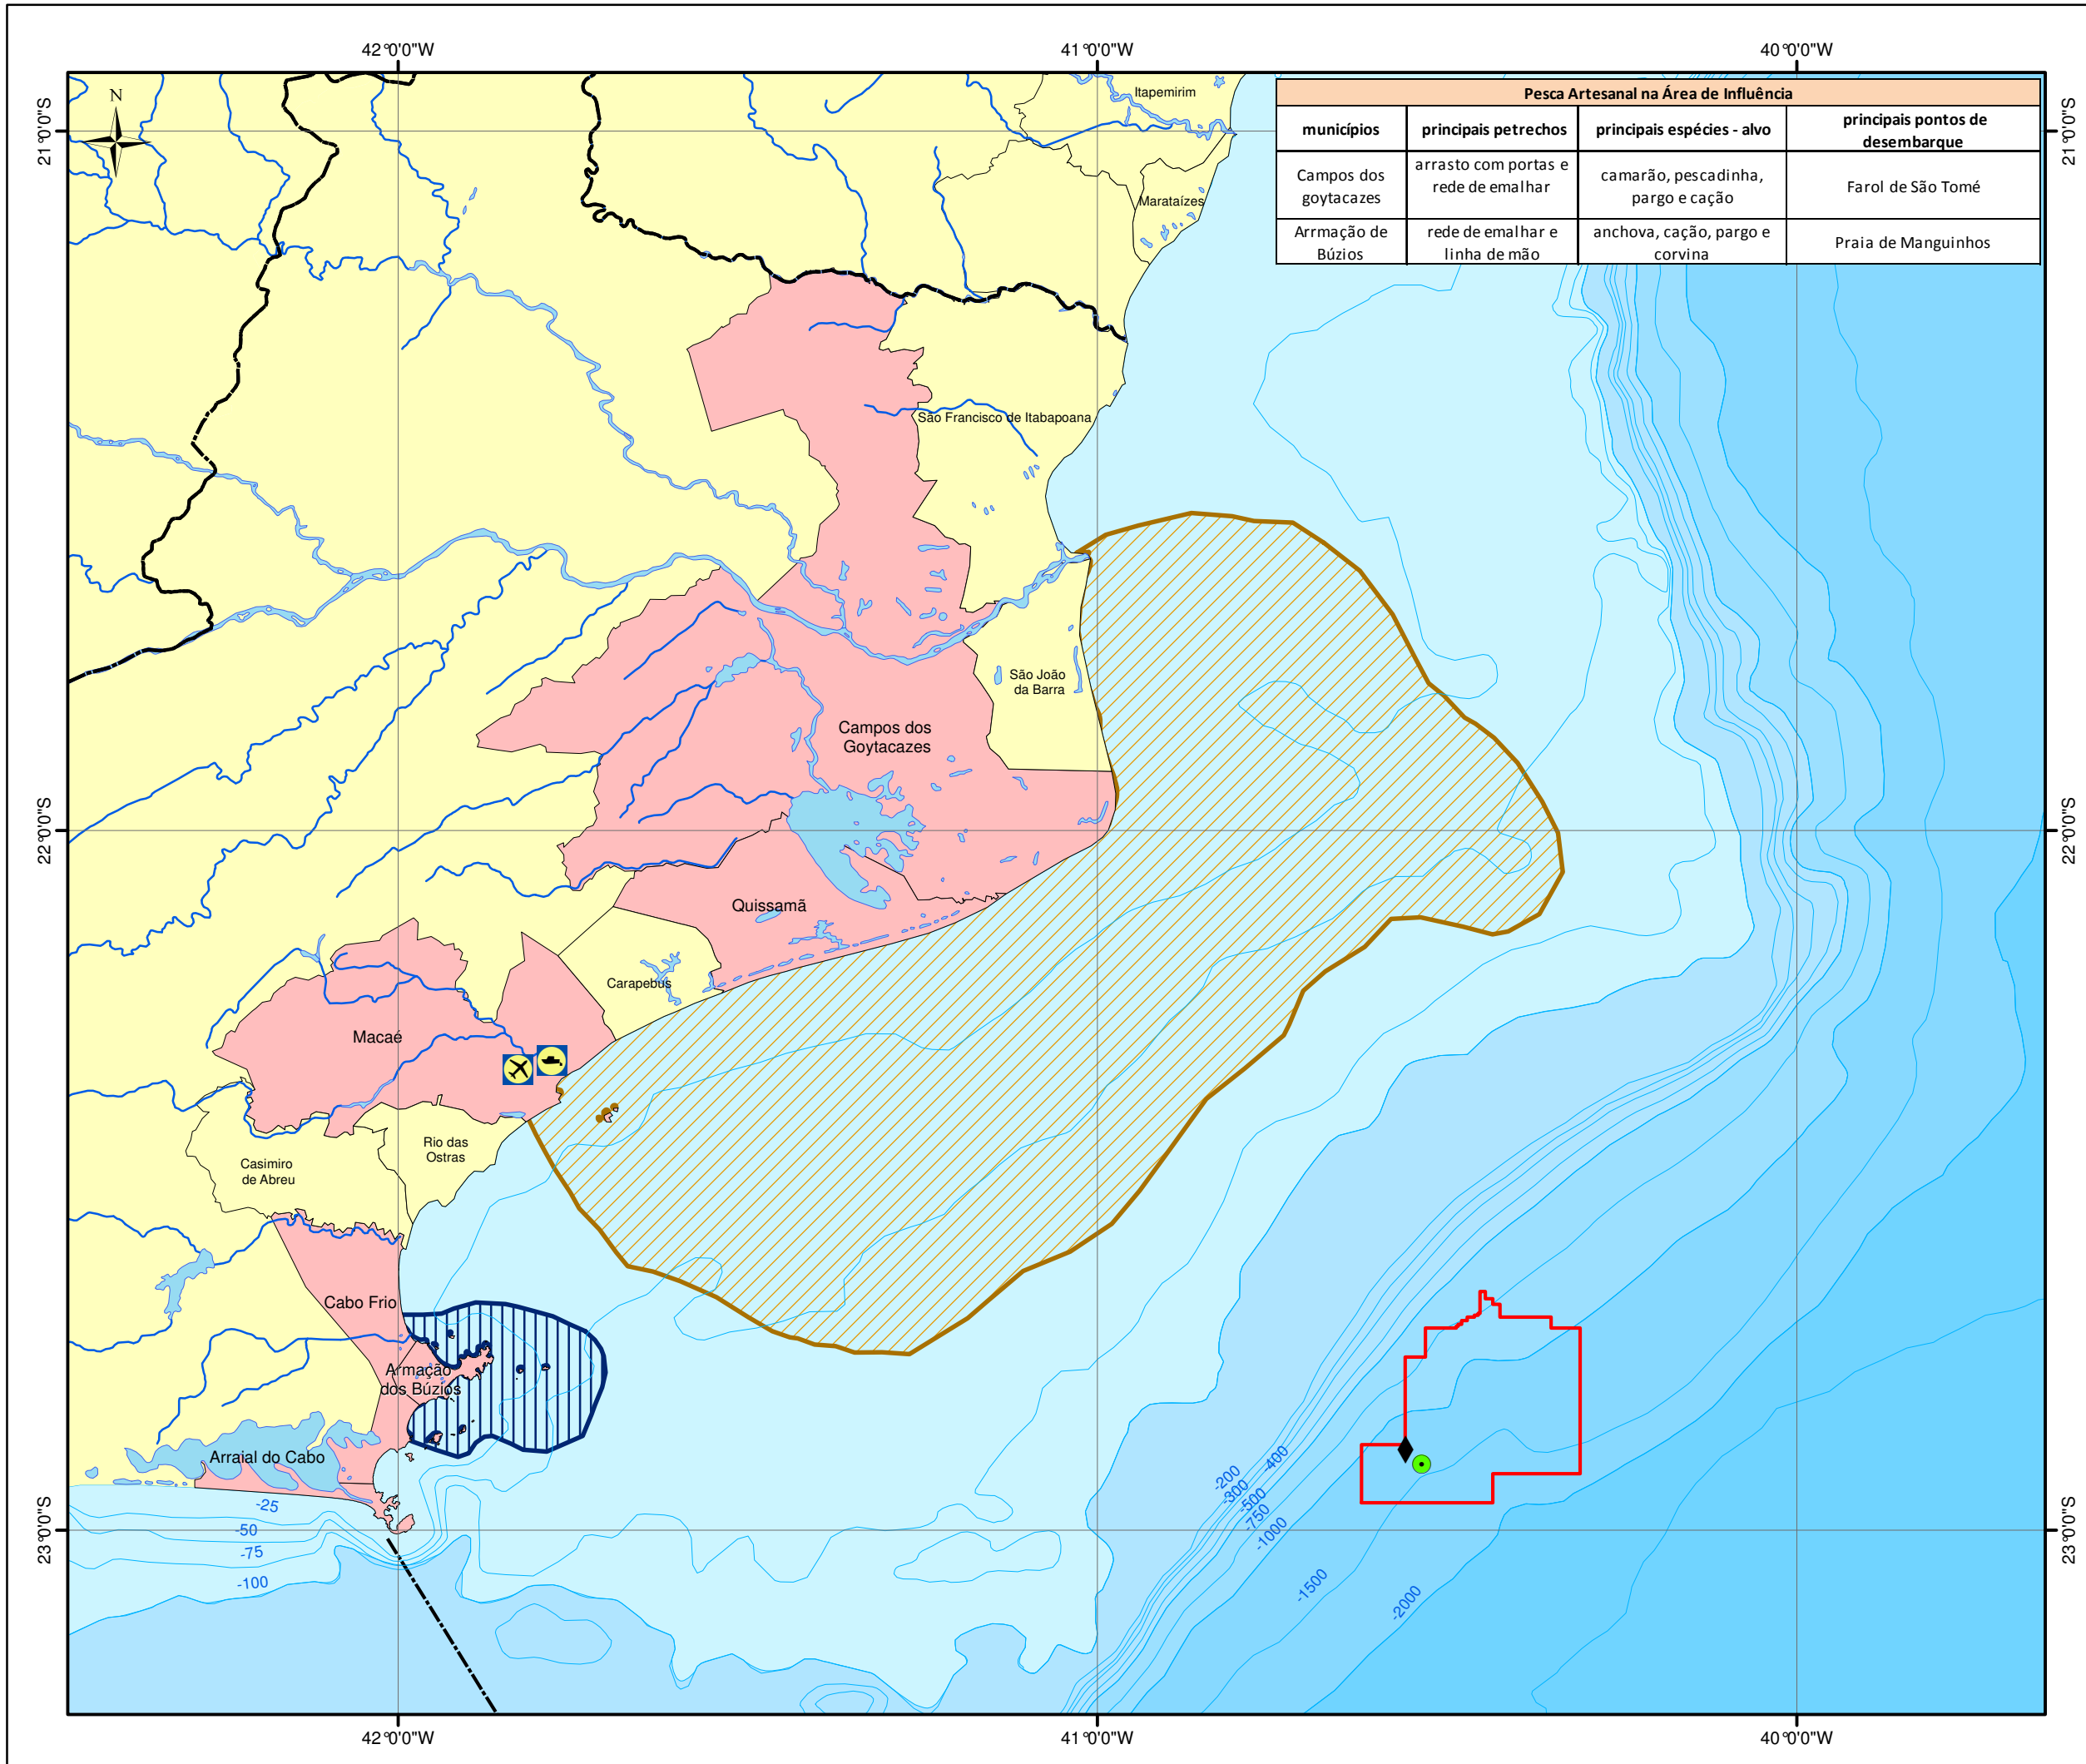 42°0'0"W
41°0'0"W
40°0'0"W
21°0'0"S
21°0'0"S
N
Pesca Artesanal na Área de Influência
municípios
principais petrechos
principais espécies - alvo
principais pontos de
desembarque
Campos dos
goytacazes
arrasto com portas e
rede de emalhar
camarão, pescadinha,
pargo e cação
Farol de São Tomé
Arrmação de
Búzios
rede de emalhar e
linha de mão
anchova, cação, pargo e
corvina
Praia de Manguinhos
Itapemirim
Marataízes
São Francisco de Itabapoana
São João
da Barra
Campos dos
Goytacazes
22°0'0"S
22°0'0"S
Quissamã
Carapebus
Macaé
Rio das
Ostras
Casimiro
de Abreu
Cabo Frio
Armação
dos Búzios
Arraial do Cabo
-25
-50
-75
-100
-200
-300
-400
-500
-750
-1000
-1500
-2000
23°0'0"S
23°0'0"S
42°0'0"W
41°0'0"W
40°0'0"W